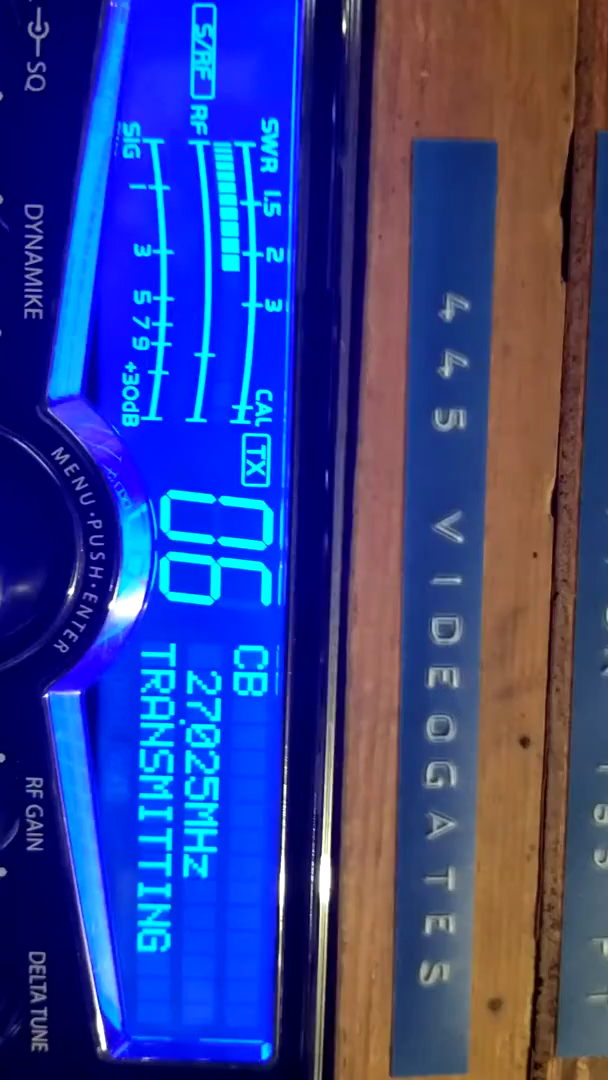 445 VIDEOGATES
SWR 1.5 2 3 CAL
S/RF RF TX
SIG 1 3 5 7 9 +30dB
06 CB
27.025MHz
TRANSMITTING
SQ DYNAMIKE MENU·PUSH·ENTER RF GAIN DELTA TUNE